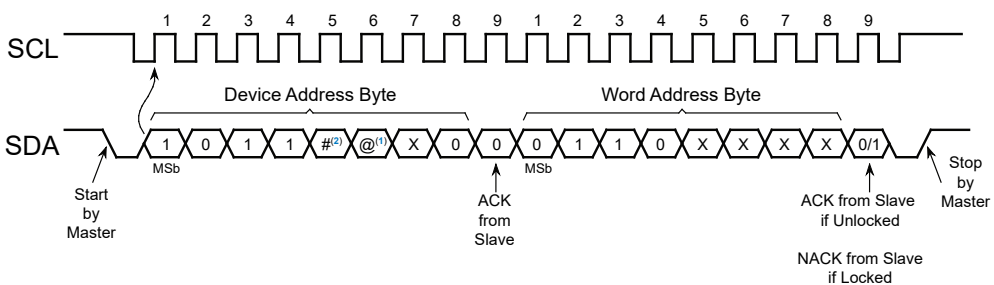 1 2 3 4 5 6 7 8 9 1 2 3 4 5 6 7 8 9
SCL
Device Address Byte Word Address Byte
SDA 1 0 1 1 #(2) @(1) X 0 0 0 1 1 0 X X X X 0/1
MSb MSb
Start
by
Master
ACK
from
Slave
ACK from Slave
if Unlocked
NACK from Slave
if Locked
Stop
by
Master